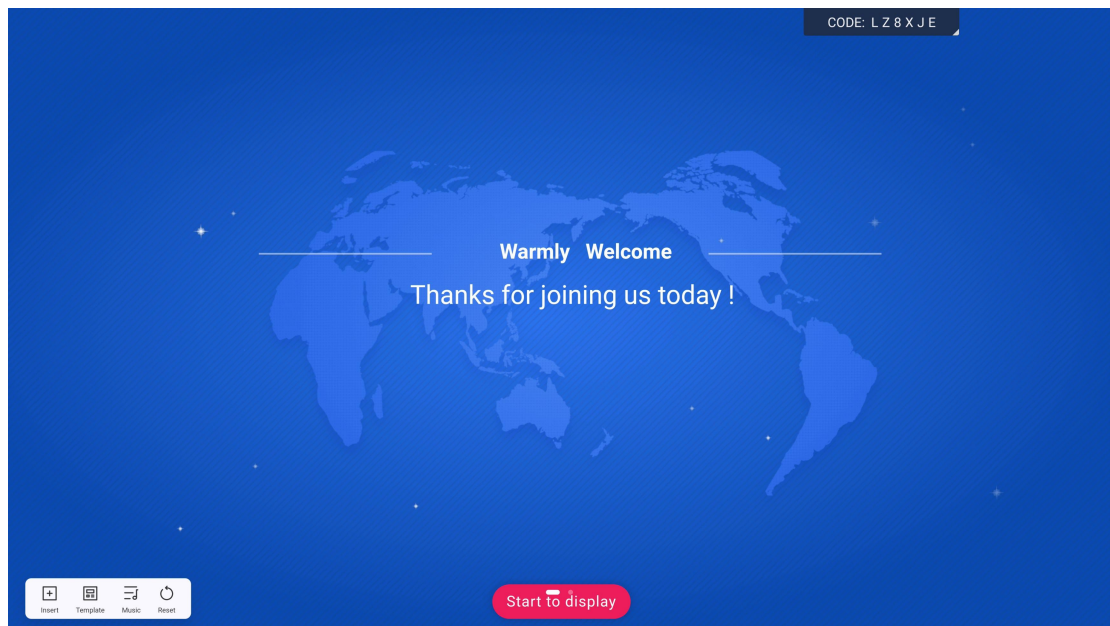 CODE: L Z 8 X J E
Warmly Welcome
Thanks for joining us today !
Insert Template Music Reset
Start to display